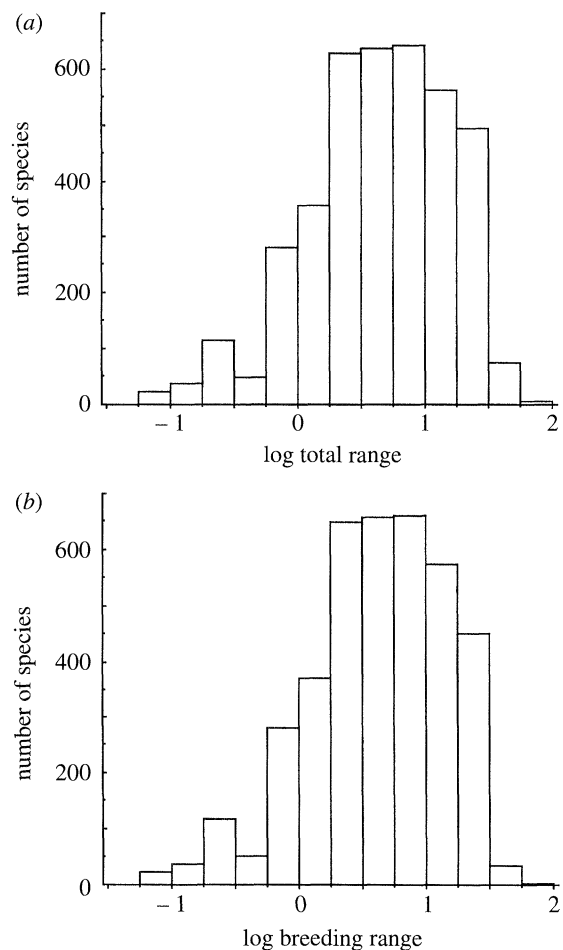 (a)
600
400
200
0
number of species
– 1 0 1 2
log total range
(b)
600
400
200
0
number of species
– 1 0 1 2
log breeding range